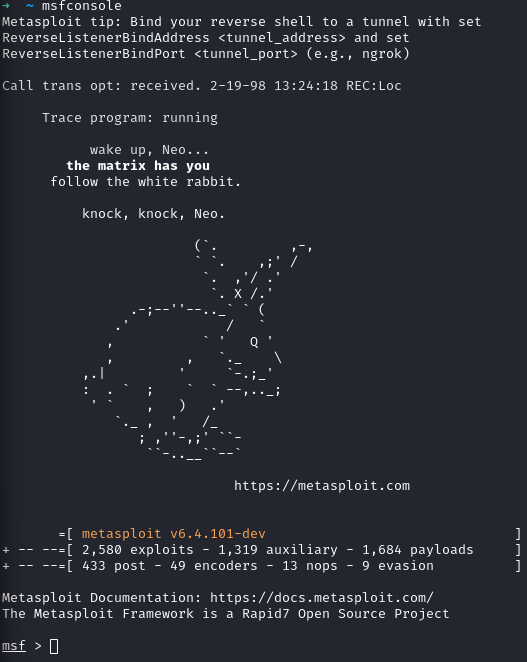 → ~ msfconsole
Metasploit tip: Bind your reverse shell to a tunnel with set
ReverseListenerBindAddress <tunnel_address> and set
ReverseListenerBindPort <tunnel_port> (e.g., ngrok)
Call trans opt: received. 2-19-98 13:24:18 REC:Loc
Trace program: running
wake up, Neo...
the matrix has you
follow the white rabbit.
knock, knock, Neo.
https://metasploit.com
=[ metasploit v6.4.101-dev ]
+ -- --=[ 2,580 exploits - 1,319 auxiliary - 1,684 payloads ]
+ -- --=[ 433 post - 49 encoders - 13 nops - 9 evasion ]
Metasploit Documentation: https://docs.metasploit.com/
The Metasploit Framework is a Rapid7 Open Source Project
msf >